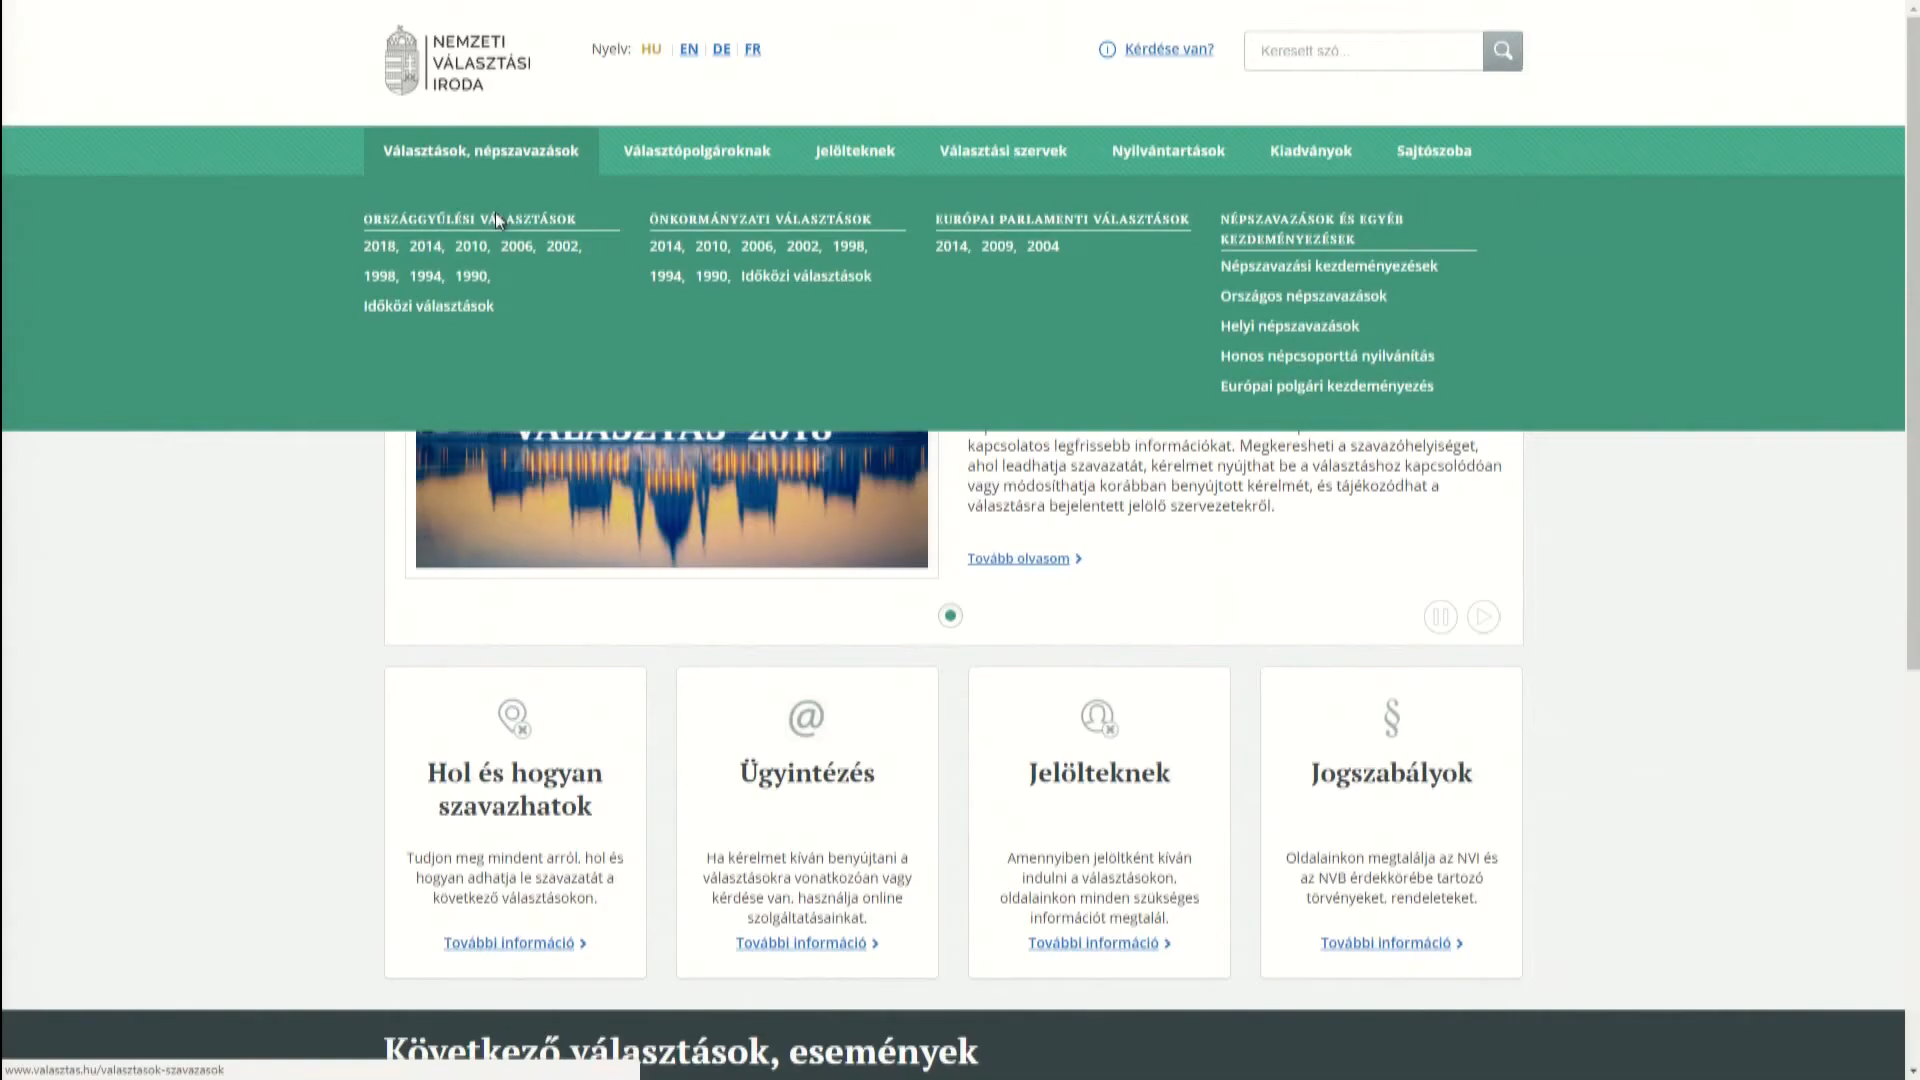 NEMZETI
VÁLASZTÁSI
IRODA
Nyelv: HU EN DE FR
Kérdése van?
Keresett szó...
Választások, népszavazások
Választópolgároknak
Jelölteknek
Választási szervek
Nyilvántartások
Kiadványok
Sajtószoba
ORSZÁGGYŰLÉSI VÁLASZTÁSOK
2018, 2014, 2010, 2006, 2002,
1998, 1994, 1990,
Időközi választások
ÖNKORMÁNYZATI VÁLASZTÁSOK
2014, 2010, 2006, 2002, 1998,
1994, 1990, Időközi választások
EURÓPAI PARLAMENTI VÁLASZTÁSOK
2014, 2009, 2004
NÉPSZAVAZÁSOK ÉS EGYÉB
KEZDEMÉNYEZÉSEK
Népszavazási kezdeményezések
Országos népszavazások
Helyi népszavazások
Honos népcsoporttá nyilvánítás
Európai polgári kezdeményezés
VÁLASZTÁS 2018
kapcsolatos legfrissebb információkat. Megkeresheti a szavazóhelyiséget,
ahol leadhatja szavazatát, kérelmet nyújthat be a választáshoz kapcsolódóan
vagy módosíthatja korábban benyújtott kérelmét, és tájékozódhat a
választásra bejelentett jelölő szervezetekről.
Tovább olvasom
Hol és hogyan
szavazhatok
Tudjon meg mindent arról, hol és
hogyan adhatja le szavazatát a
következő választásokon.
További információ
@
Ügyintézés
Ha kérelmet kíván benyújtani a
választásokra vonatkozóan vagy
kérdése van, használja online
szolgáltatásainkat.
További információ
Jelölteknek
Amennyiben jelöltként kíván
indulni a választásokon,
oldalainkon minden szükséges
információt megtalál.
További információ
§
Jogszabályok
Oldalainkon megtalálja az NVI és
az NVB érdekkörébe tartozó
törvényeket, rendeleteket.
További információ
Következő választások, események
www.valasztas.hu/valasztasok-szavazasok